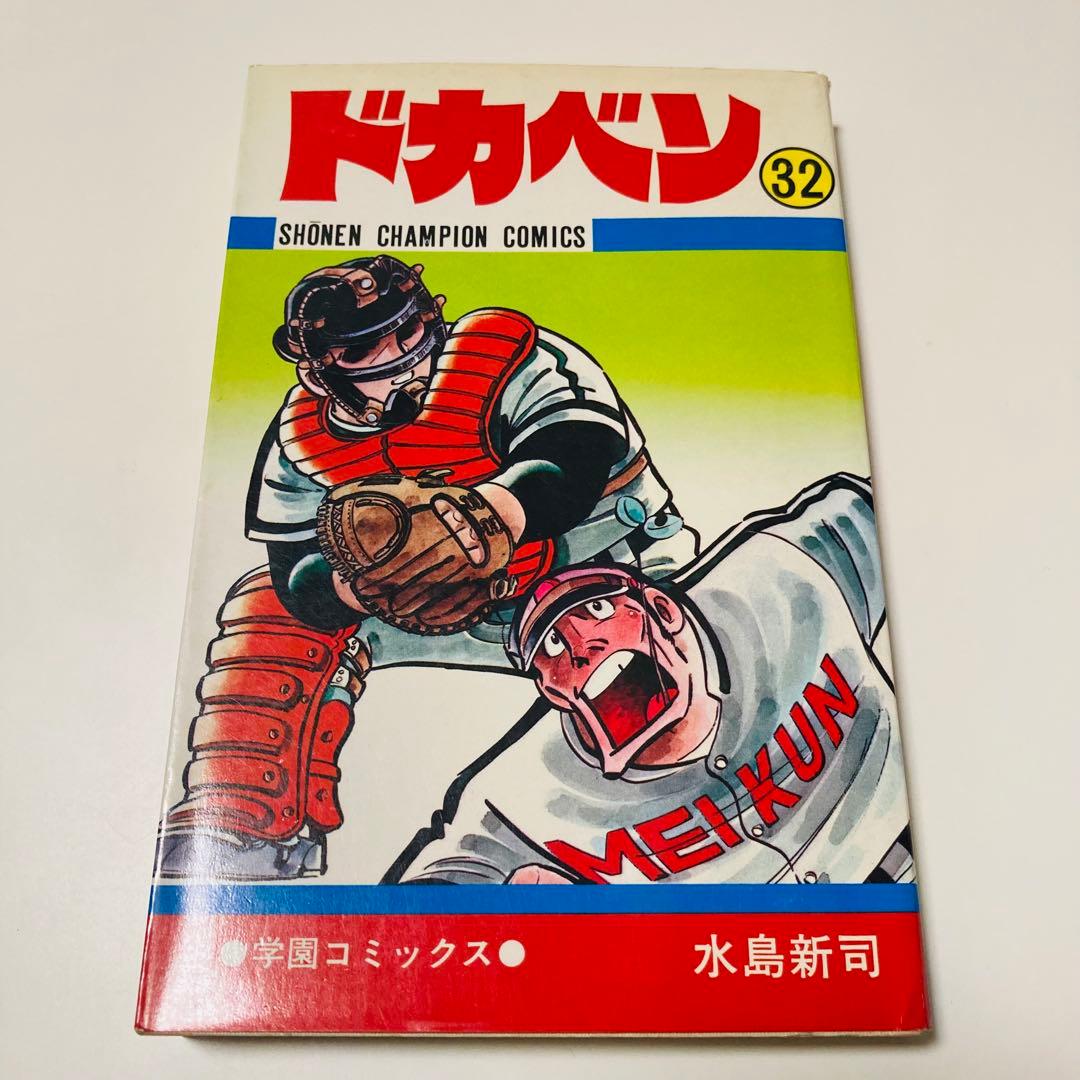 ドカベン
32
SHŌNEN CHAMPION COMICS
MEIKUN
●学園コミックス●
水島新司